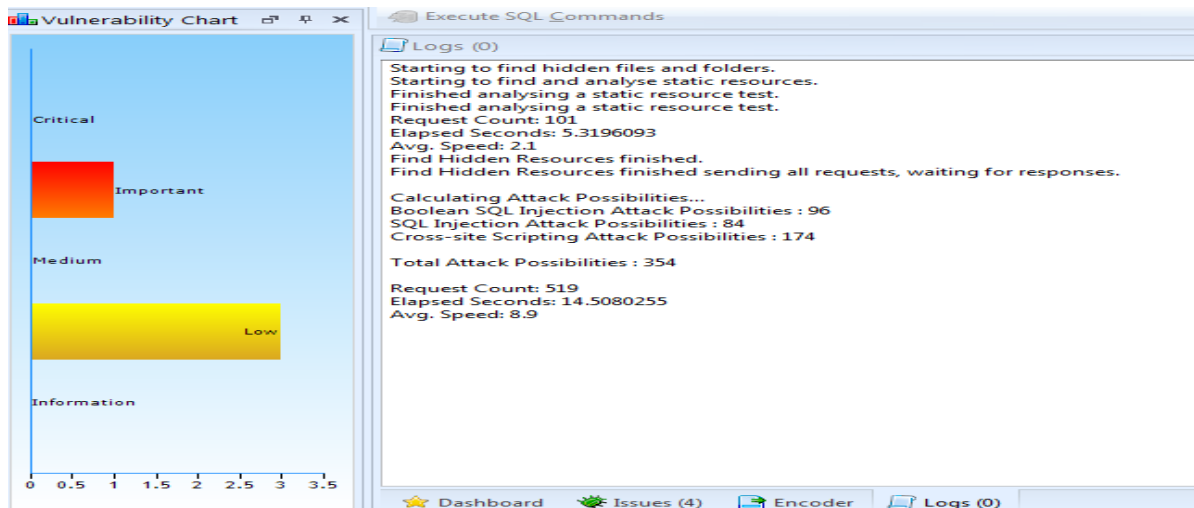 Vulnerability Chart
Critical
Important
Medium
Low
Information
0 0.5 1 1.5 2 2.5 3 3.5
Execute SQL Commands
Logs (0)
Starting to find hidden files and folders.
Starting to find and analyse static resources.
Finished analysing a static resource test.
Finished analysing a static resource test.
Request Count: 101
Elapsed Seconds: 5.3196093
Avg. Speed: 2.1
Find Hidden Resources finished.
Find Hidden Resources finished sending all requests, waiting for responses.
Calculating Attack Possibilities...
Boolean SQL Injection Attack Possibilities : 96
SQL Injection Attack Possibilities : 84
Cross-site Scripting Attack Possibilities : 174
Total Attack Possibilities : 354
Request Count: 519
Elapsed Seconds: 14.5080255
Avg. Speed: 8.9
Dashboard Issues (4) Encoder Logs (0)